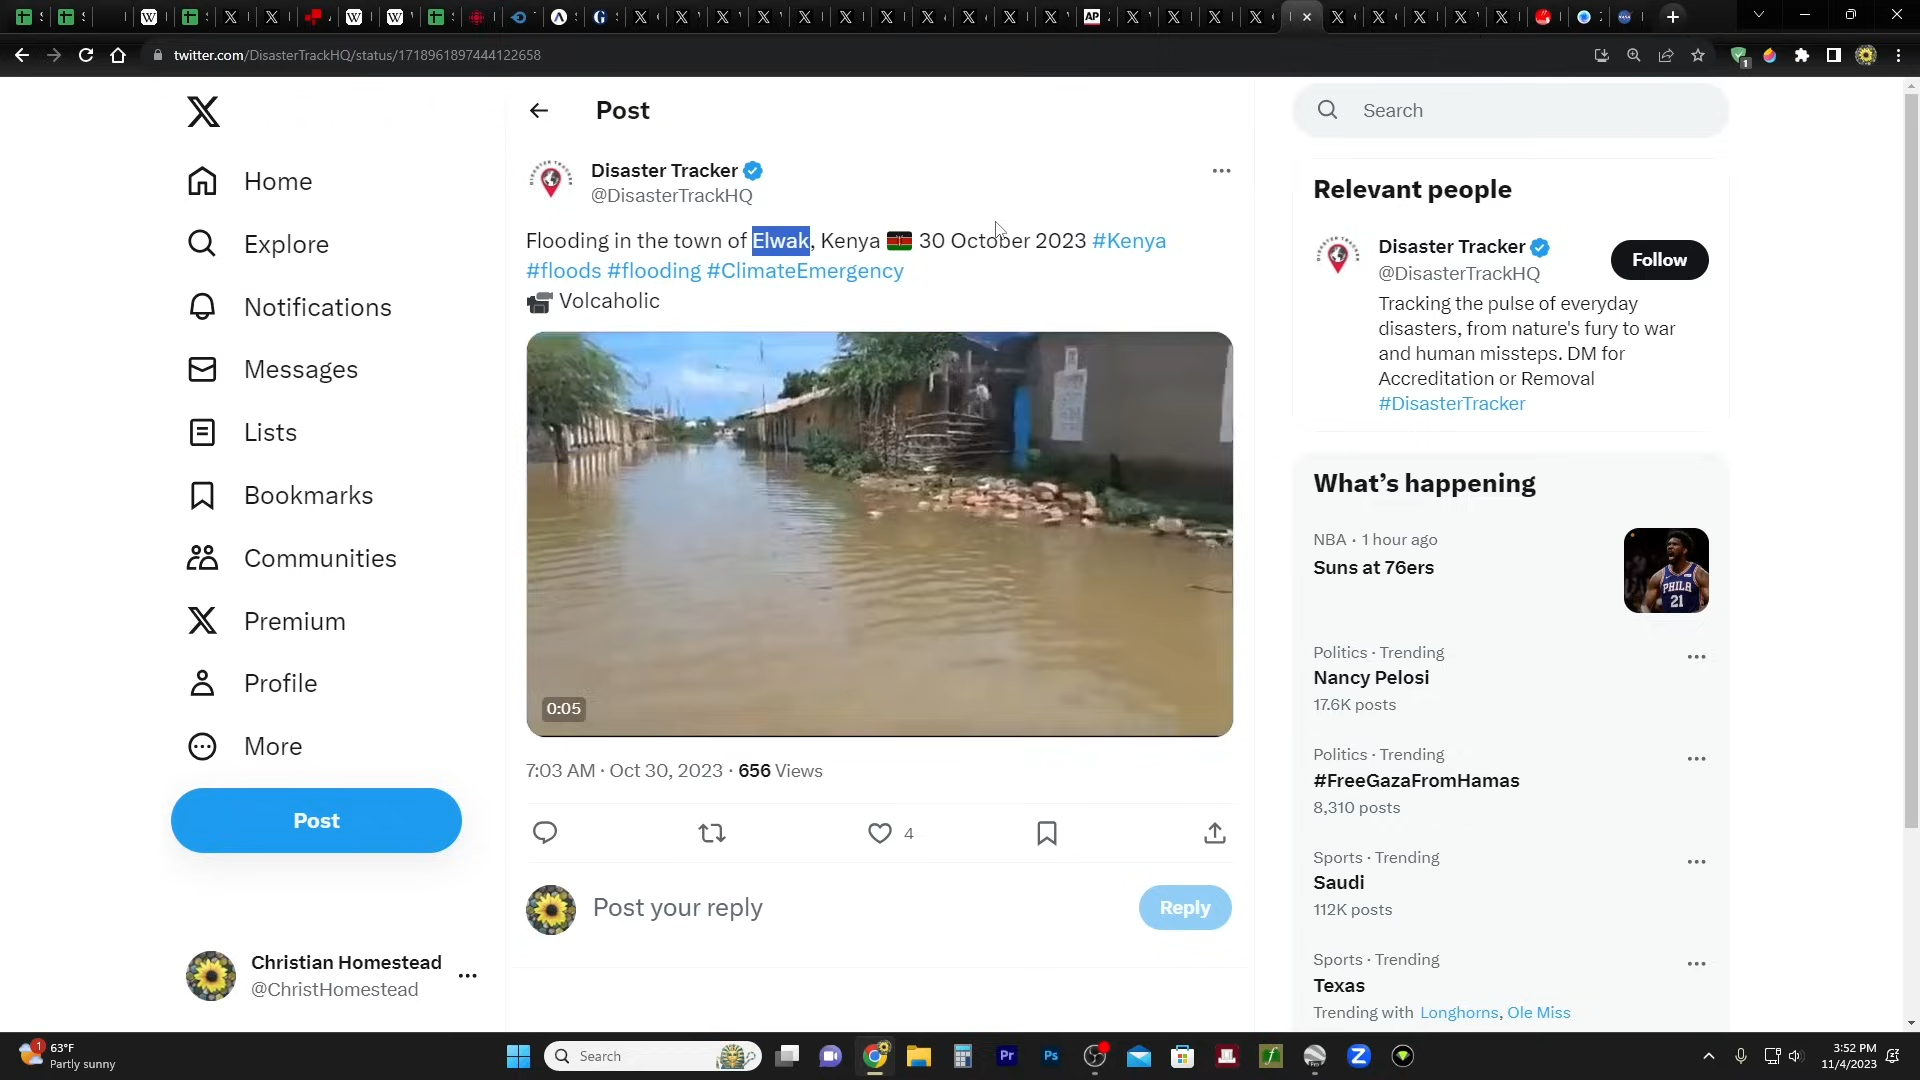 twitter.com/DisasterTrackHQ/status/1718961897444122658
Home
Explore
Notifications
Messages
Lists
Bookmarks
Communities
Premium
Profile
More
Post
Christian Homestead
@ChristHomestead
Post
Disaster Tracker
@DisasterTrackHQ
Flooding in the town of Elwak, Kenya 🇰🇪 30 October 2023 #Kenya
#floods #flooding #ClimateEmergency
📹 Volcaholic
0:05
7:03 AM · Oct 30, 2023 · 656 Views
4
Post your reply
Reply
Search
Relevant people
Disaster Tracker
@DisasterTrackHQ
Follow
Tracking the pulse of everyday
disasters, from nature's fury to war
and human missteps. DM for
Accreditation or Removal
#DisasterTracker
What’s happening
NBA · 1 hour ago
Suns at 76ers
PHILA
21
Politics · Trending
Nancy Pelosi
17.6K posts
Politics · Trending
#FreeGazaFromHamas
8,310 posts
Sports · Trending
Saudi
112K posts
Sports · Trending
Texas
Trending with Longhorns, Ole Miss
1
63°F
Partly sunny
Search
Pr
Ps
3:52 PM
11/4/2023